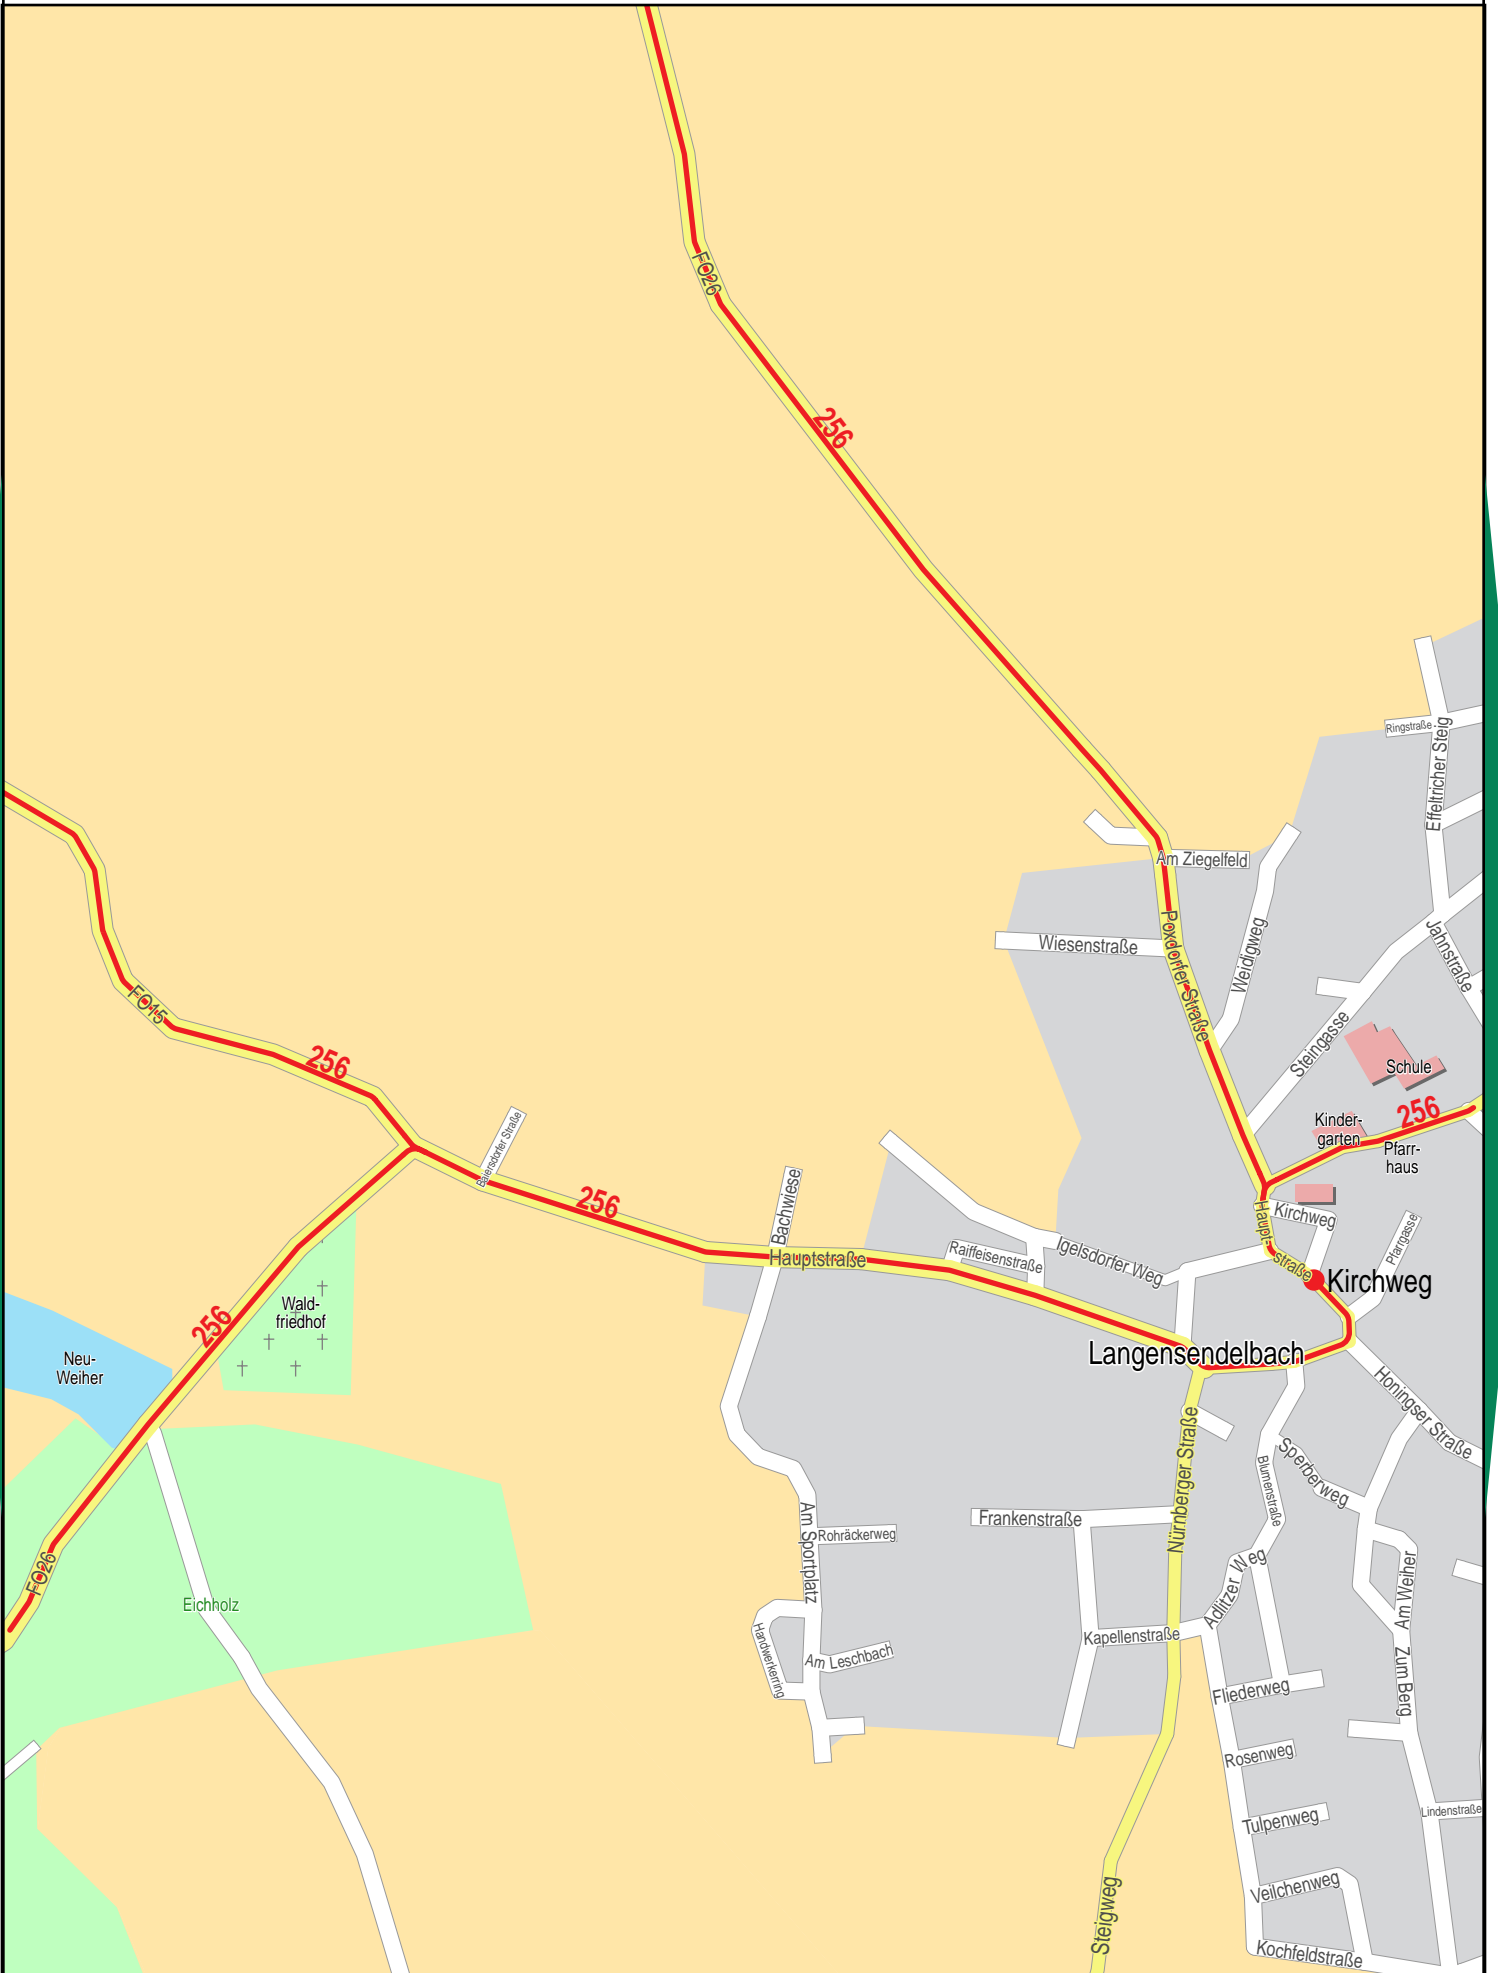 FO26
256
Ringstraße
Effeltricher Steig
Am Ziegelfeld
Poxdorfer Straße
Wiesenstraße
Weidigweg
Jahnstraße
FO15
256
Steingasse
Schule
256
Kinder-
garten
Pfarr-
haus
Baiersdorfer Straße
256
Bachwiese
Hauptstraße
Raiffeisenstraße
Igelsdorfer Weg
Haupt-
straße
Kirchweg
Pfarrgasse
Kirchweg
256
Wald-
friedhof
Neu-
Weiher
Langensendelbach
Honingser Straße
Nürnberger Straße
Sperberweg
Blumenstraße
Frankenstraße
Am Sportplatz
Rohräckerweg
FO26
Eichholz
Adlitzer Weg
Am Weiher
Handwerkerring
Am Leschbach
Kapellenstraße
Zum Berg
Fliederweg
Rosenweg
Tulpenweg
Lindenstraße
Veilchenweg
Steigweg
Kochfeldstraße